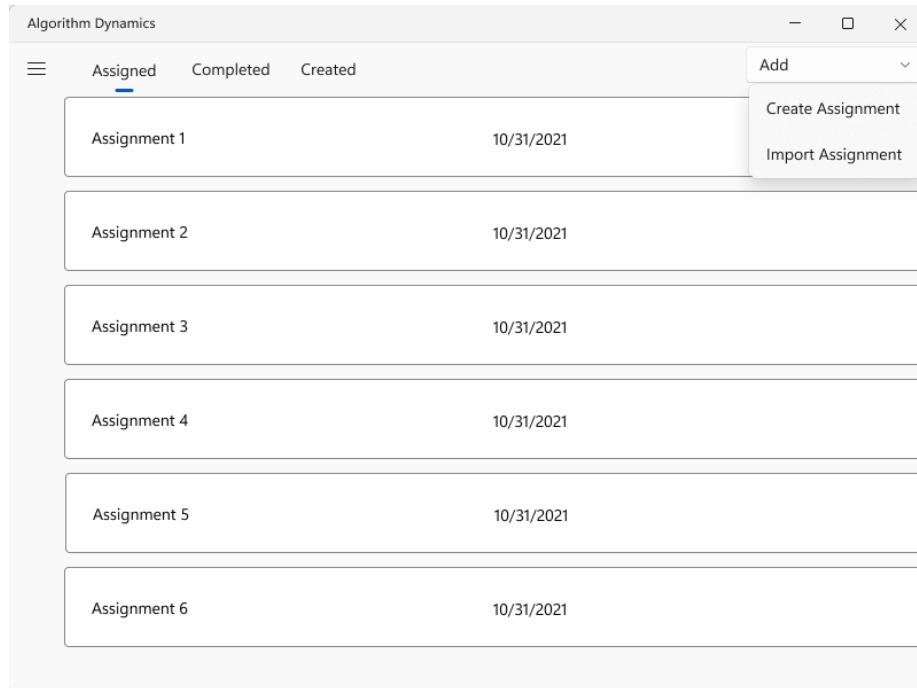 Algorithm Dynamics
Assigned Completed Created Add
Create Assignment
Import Assignment
Assignment 1 10/31/2021
Assignment 2 10/31/2021
Assignment 3 10/31/2021
Assignment 4 10/31/2021
Assignment 5 10/31/2021
Assignment 6 10/31/2021